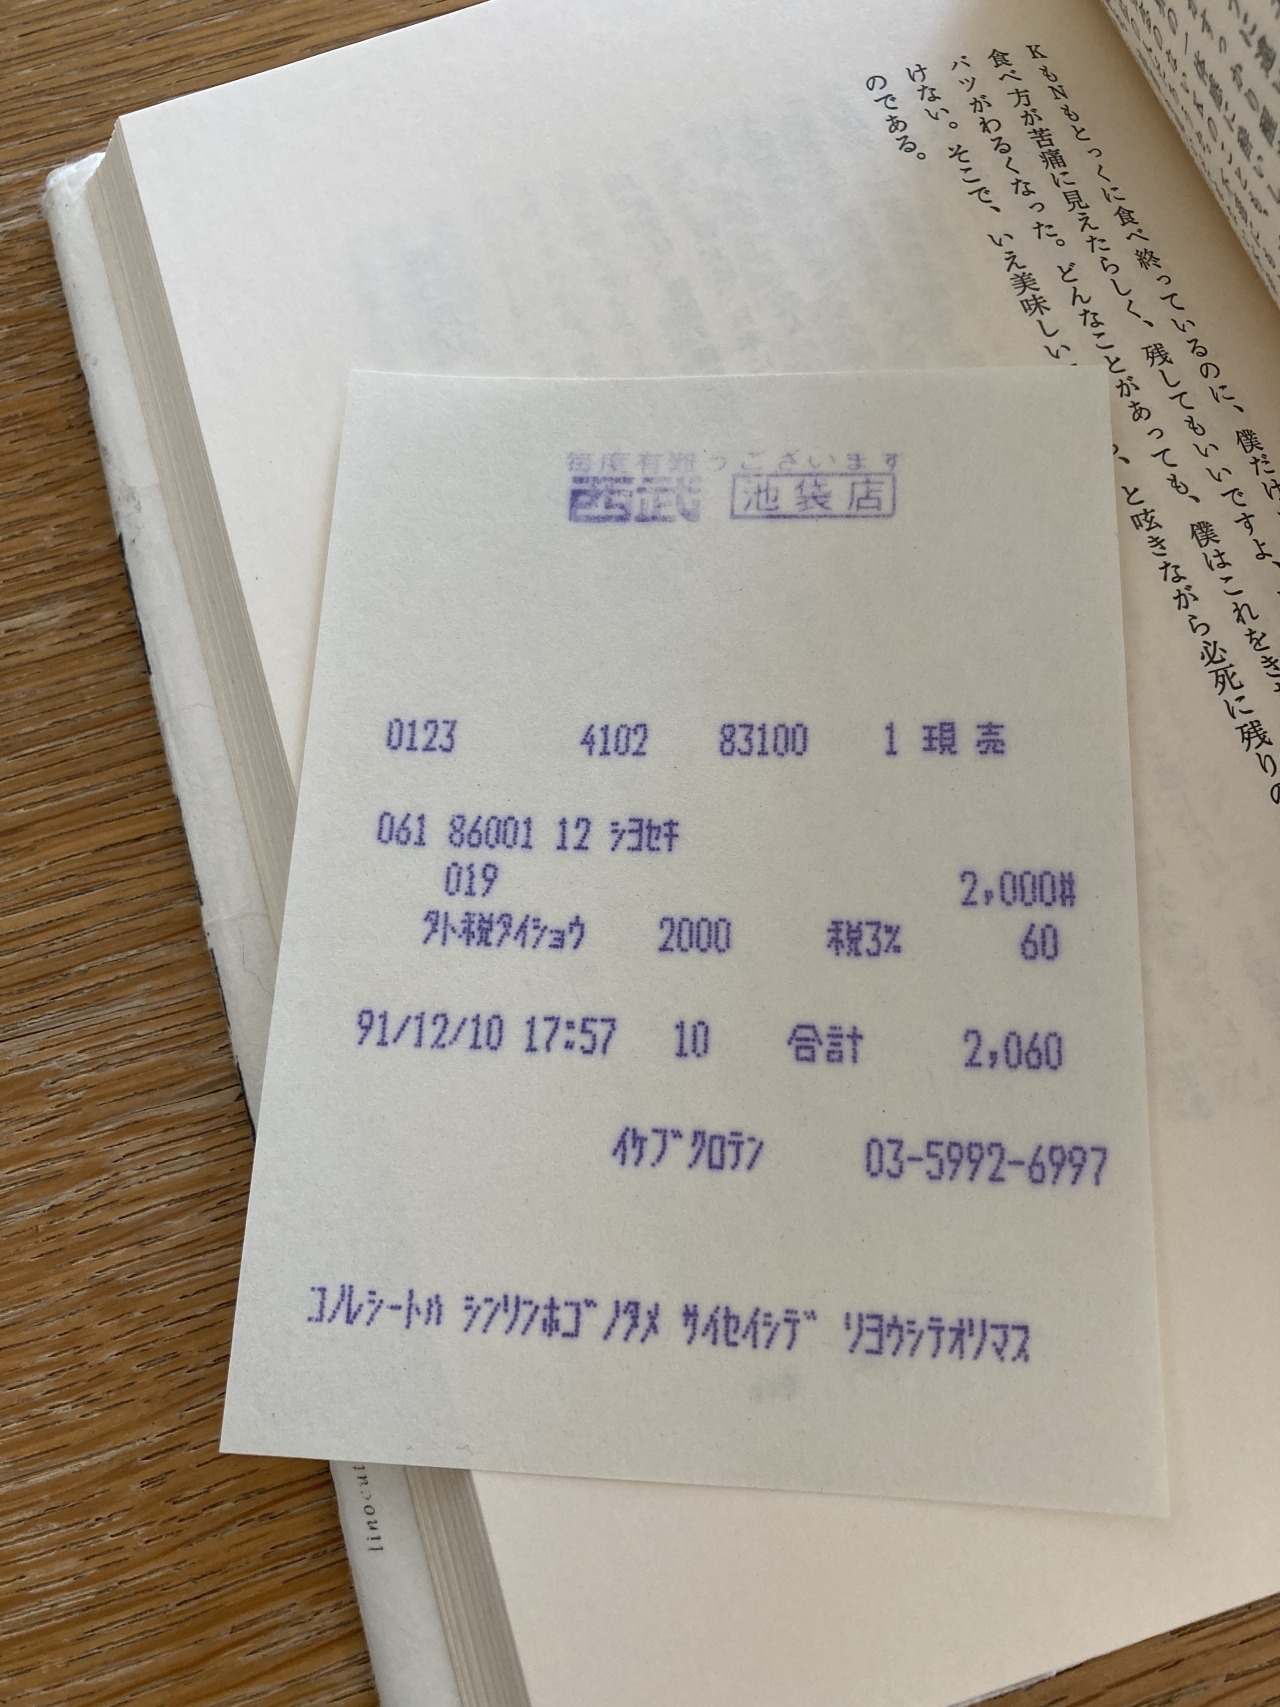 KもNもとっくに食べ終っているのに、僕だけ
食べ方が苦痛に見えたらしく、残してもいいですよ、
バツがわるくなった。どんなことがあっても、僕はこれをき
けない。そこで、いえ美味しい、と呟きながら必死に残りの
のである。
毎度有難うございます
西武 池袋店
0123 4102 83100 1 現売
061 86001 12 ｼﾖｾｷ
019 2,000#
ｿﾄ税ﾀｲｼｮｳ 2000 税3% 60
91/12/10 17:57 10 合計 2,060
ｲｹﾌﾞｸﾛﾃﾝ 03-5992-6997
ｺﾉﾚｼｰﾄﾊ ｼﾝﾘﾝﾎｺﾞﾉﾀﾒ ｻｲｾｲｼﾃﾞ ﾘﾖｳｼﾃｵﾘﾏｽ